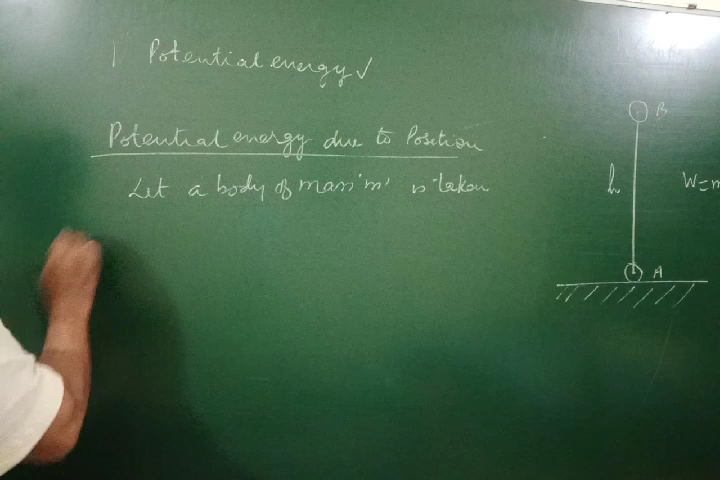 1 Potential energy ✓
Potential energy due to Position
Let a body of mass 'm' is taken
B
h
W=m
A